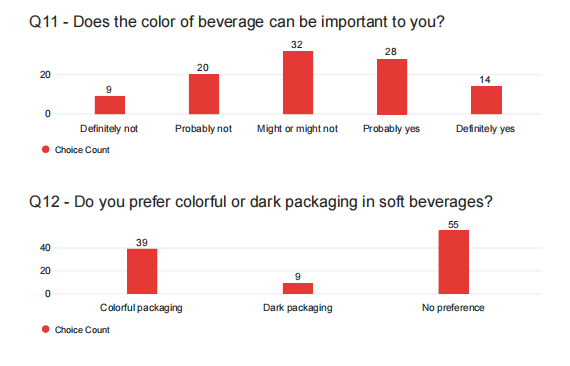 Q11 - Does the color of beverage can be important to you?
32
28
20
20
14
9
0
Definitely not Probably not Might or might not Probably yes Definitely yes
Choice Count
Q12 - Do you prefer colorful or dark packaging in soft beverages?
55
39
40
20
9
0
Colorful packaging Dark packaging No preference
Choice Count